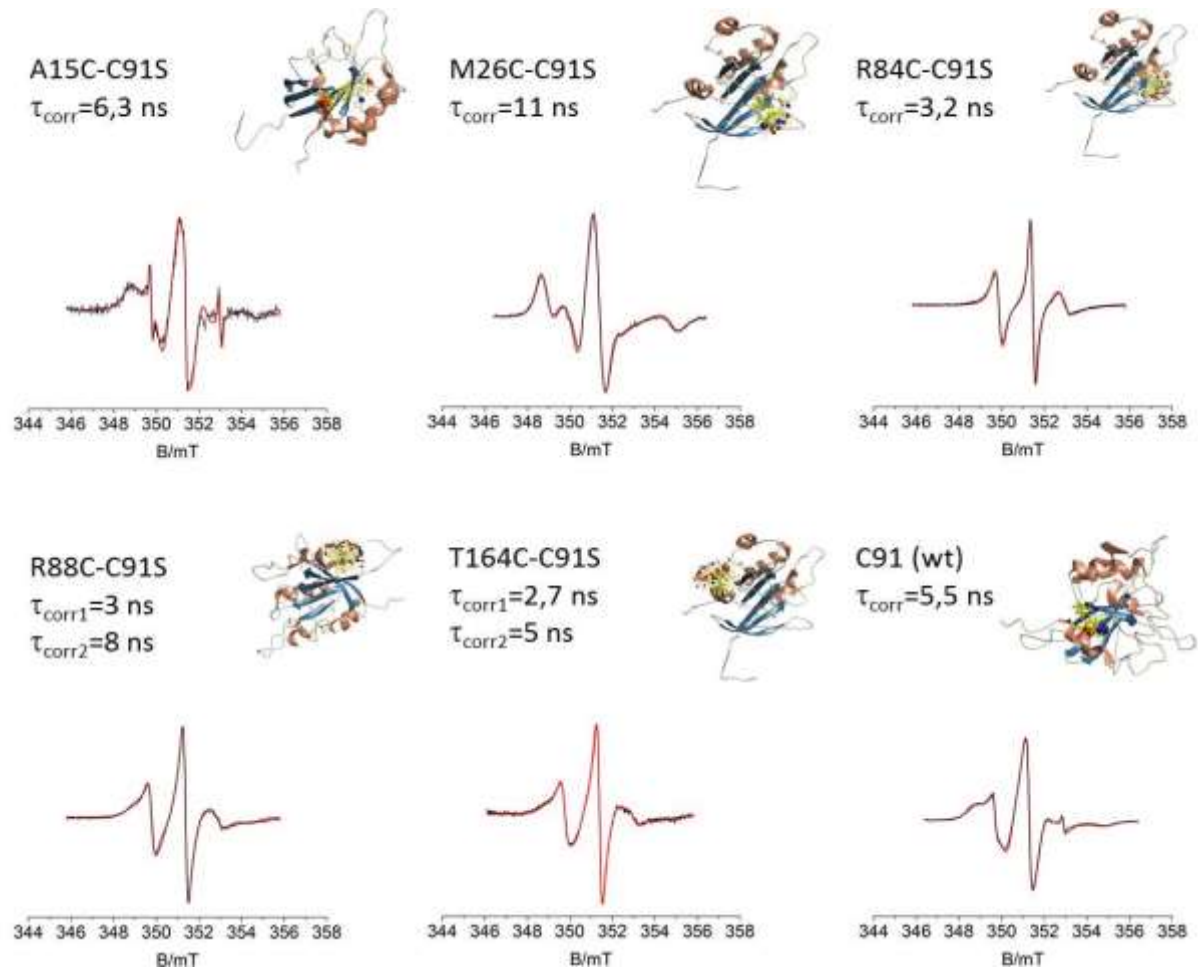 A15C-C91S
τcorr=6,3 ns
M26C-C91S
τcorr=11 ns
R84C-C91S
τcorr=3,2 ns
344 346 348 350 352 354 356 358
B/mT
344 346 348 350 352 354 356 358
B/mT
344 346 348 350 352 354 356 358
B/mT
R88C-C91S
τcorr1=3 ns
τcorr2=8 ns
T164C-C91S
τcorr1=2,7 ns
τcorr2=5 ns
C91 (wt)
τcorr=5,5 ns
344 346 348 350 352 354 356 358
B/mT
344 346 348 350 352 354 356 358
B/mT
344 346 348 350 352 354 356 358
B/mT